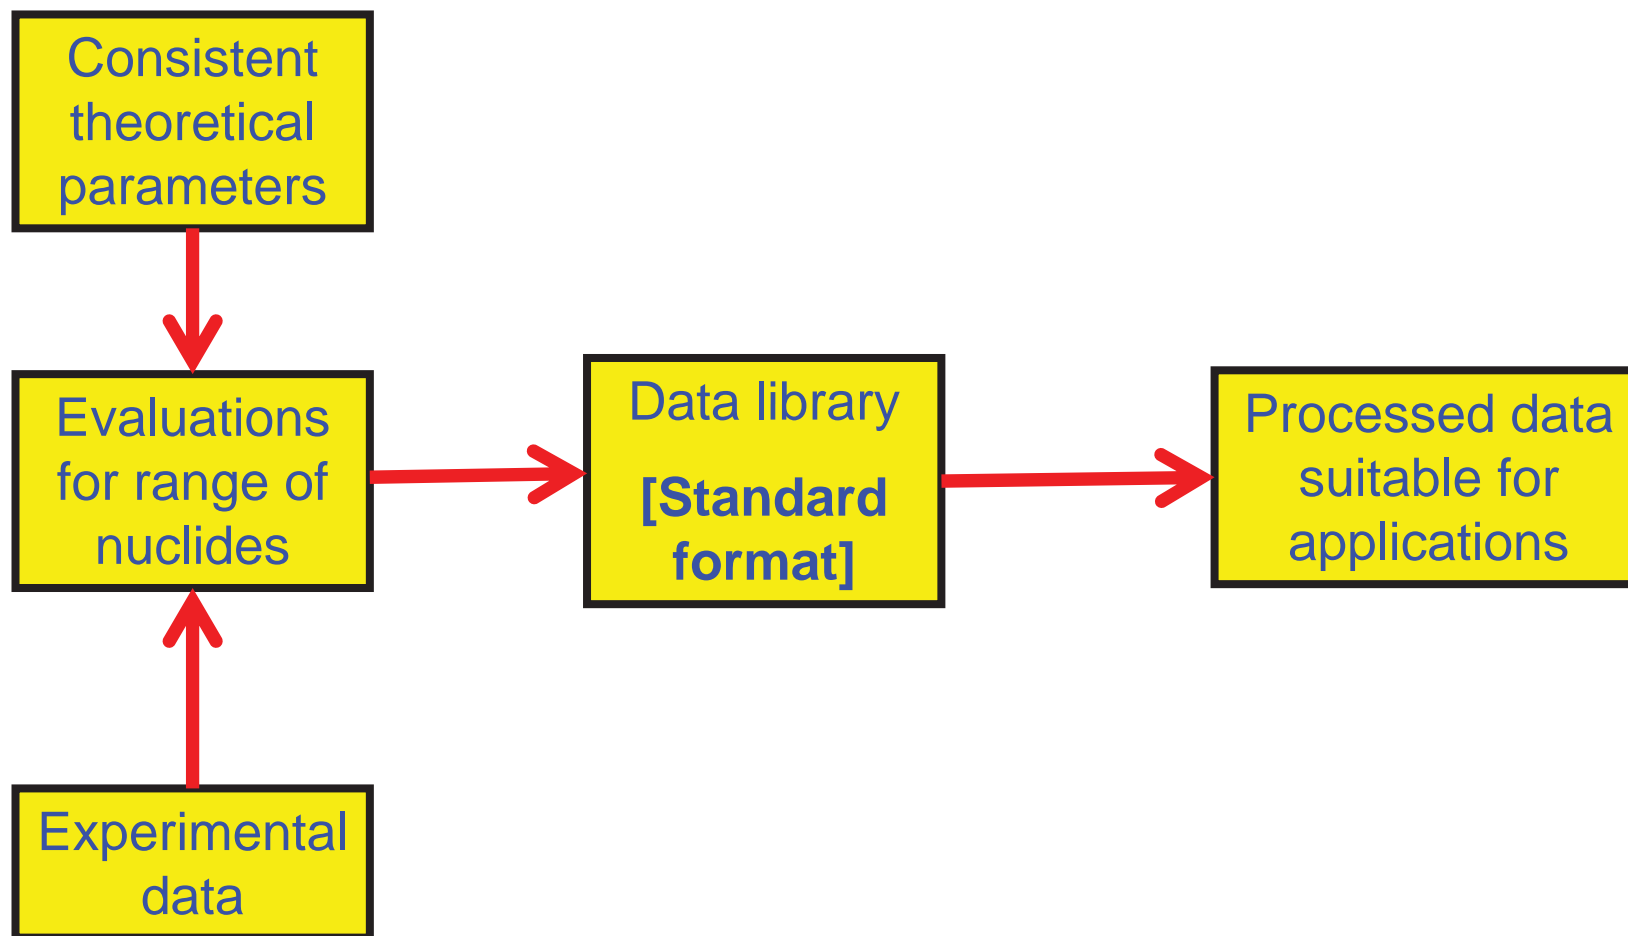 Consistent
theoretical
parameters
Evaluations
for range of
nuclides
Data library
[Standard
format]
Processed data
suitable for
applications
Experimental
data